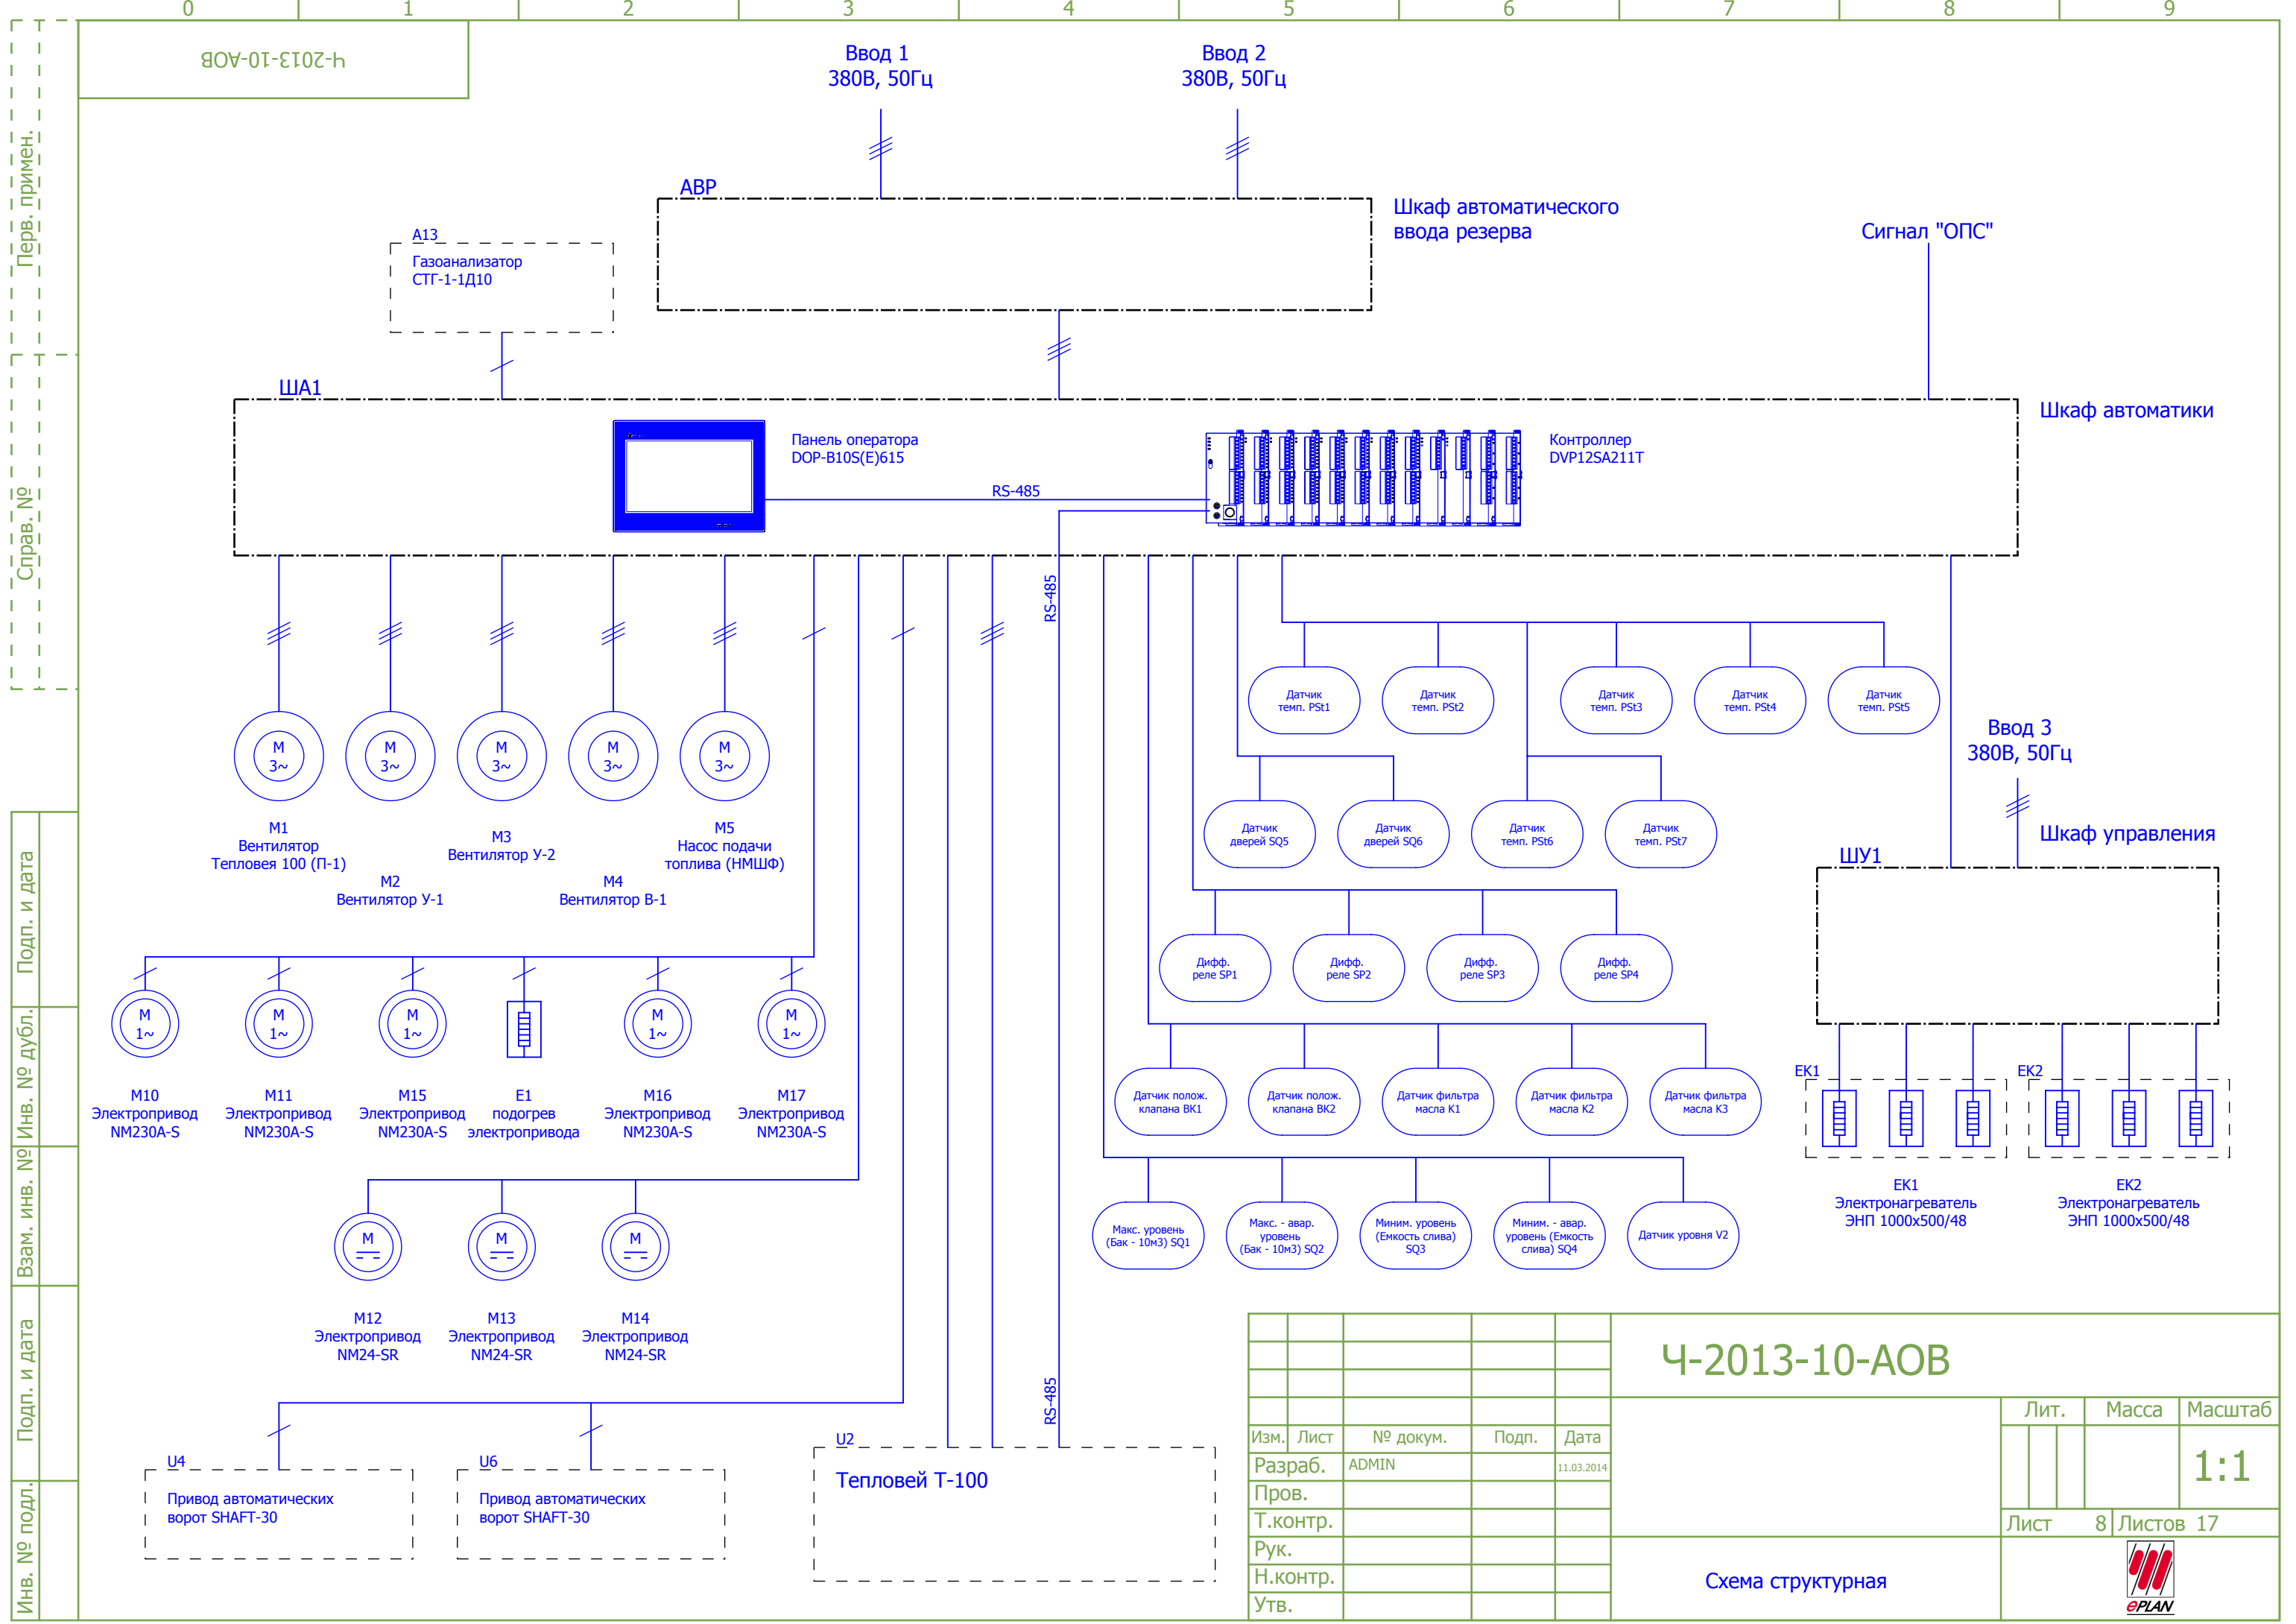 0 1 2 3 4 5 6 7 8 9
Ч-2013-10-АОВ
Перв. примен.
Справ. №
Подп. и дата
Инв. № дубл.
Взам. инв. №
Подп. и дата
Инв. № подл.
Ввод 1
380В, 50Гц
Ввод 2
380В, 50Гц
АВР
Шкаф автоматического
ввода резерва
Сигнал "ОПС"
A13
Газоанализатор
СТГ-1-1Д10
ША1
Шкаф автоматики
Панель оператора
DOP-B10S(E)615
RS-485
Контроллер
DVP12SA211T
RS-485
M
3~
M
3~
M
3~
M
3~
M
3~
M1
Вентилятор
Тепловея 100 (П-1)
M2
Вентилятор У-1
M3
Вентилятор У-2
M4
Вентилятор В-1
M5
Насос подачи
топлива (НМШФ)
Датчик
темп. PSt1
Датчик
темп. PSt2
Датчик
темп. PSt3
Датчик
темп. PSt4
Датчик
темп. PSt5
Датчик
дверей SQ5
Датчик
дверей SQ6
Датчик
темп. PSt6
Датчик
темп. PSt7
Ввод 3
380В, 50Гц
Шкаф управления
ШУ1
Дифф.
реле SP1
Дифф.
реле SP2
Дифф.
реле SP3
Дифф.
реле SP4
M
1~
M
1~
M
1~
M
1~
M
1~
M10
Электропривод
NM230A-S
M11
Электропривод
NM230A-S
M15
Электропривод
NM230A-S
E1
подогрев
электропривода
M16
Электропривод
NM230A-S
M17
Электропривод
NM230A-S
Датчик полож.
клапана BK1
Датчик полож.
клапана BK2
Датчик фильтра
масла K1
Датчик фильтра
масла K2
Датчик фильтра
масла K3
EK1
EK2
EK1
Электронагреватель
ЭНП 1000x500/48
EK2
Электронагреватель
ЭНП 1000x500/48
M
M
M
M12
Электропривод
NM24-SR
M13
Электропривод
NM24-SR
M14
Электропривод
NM24-SR
Макс. уровень
(Бак - 10м3) SQ1
Макс. - авар.
уровень
(Бак - 10м3) SQ2
Миним. уровень
(Емкость слива)
SQ3
Миним. - авар.
уровень (Емкость
слива) SQ4
Датчик уровня V2
RS-485
U4
Привод автоматических
ворот SHAFT-30
U6
Привод автоматических
ворот SHAFT-30
U2
Тепловей Т-100
Ч-2013-10-АОВ
Изм. Лист № докум. Подп. Дата
Разраб. ADMIN 11.03.2014
Пров.
Т.контр.
Рук.
Н.контр.
Утв.
Лит. Масса Масштаб
1:1
Лист 8 Листов 17
Схема структурная
ePLAN